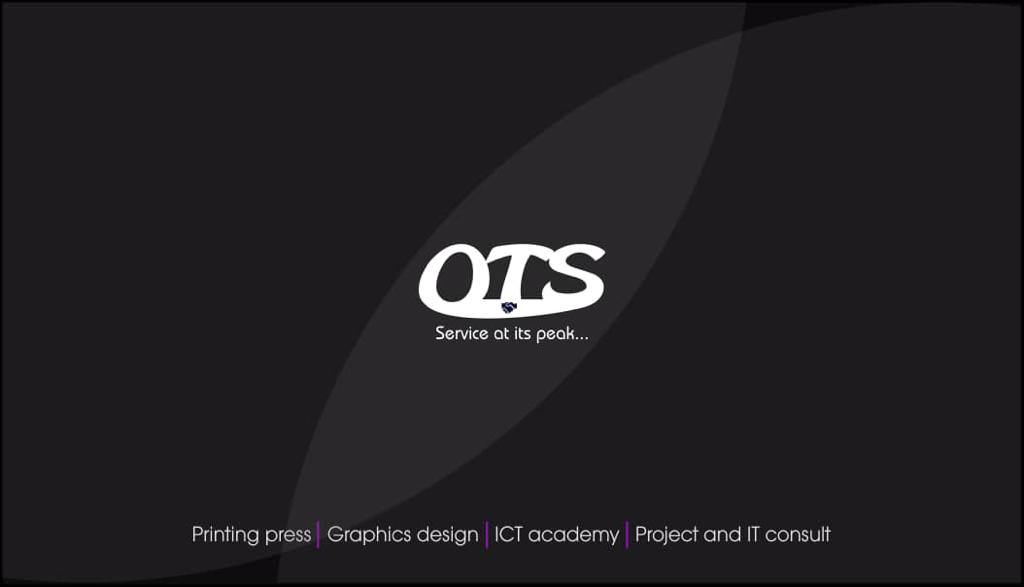 OTS
Service at its peak...
Printing press | Graphics design | ICT academy | Project and IT consult